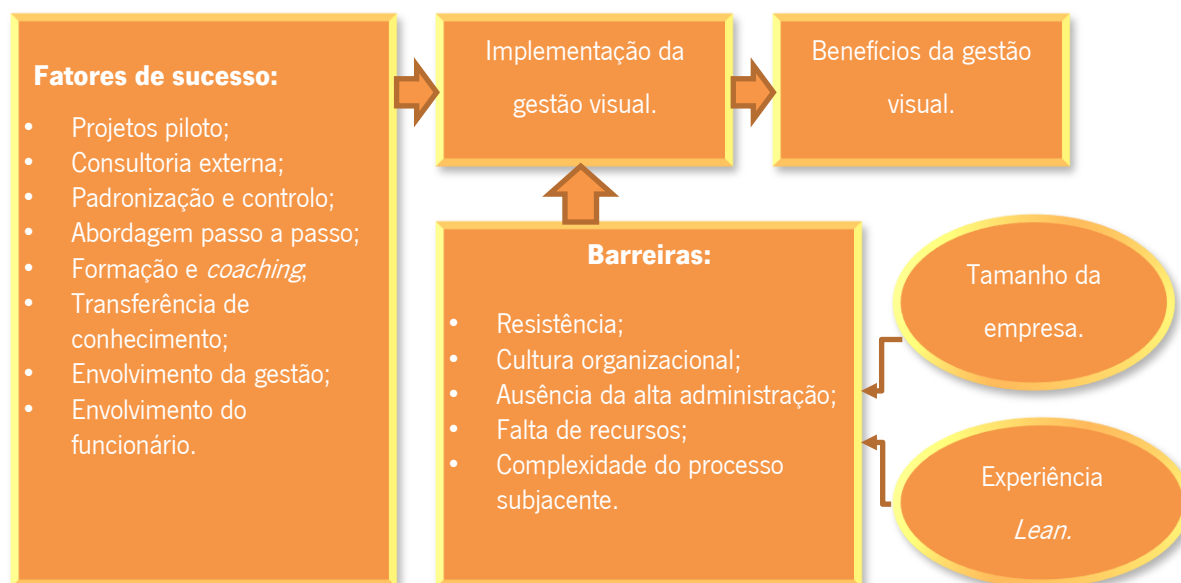 Fatores de sucesso:
• Projetos piloto;
• Consultoria externa;
• Padronização e controlo;
• Abordagem passo a passo;
• Formação e coaching;
• Transferência de
conhecimento;
• Envolvimento da gestão;
• Envolvimento do
funcionário.
Implementação da
gestão visual.
Benefícios da gestão
visual.
Barreiras:
• Resistência;
• Cultura organizacional;
• Ausência da alta administração;
• Falta de recursos;
• Complexidade do processo
subjacente.
Tamanho da
empresa.
Experiência
Lean.